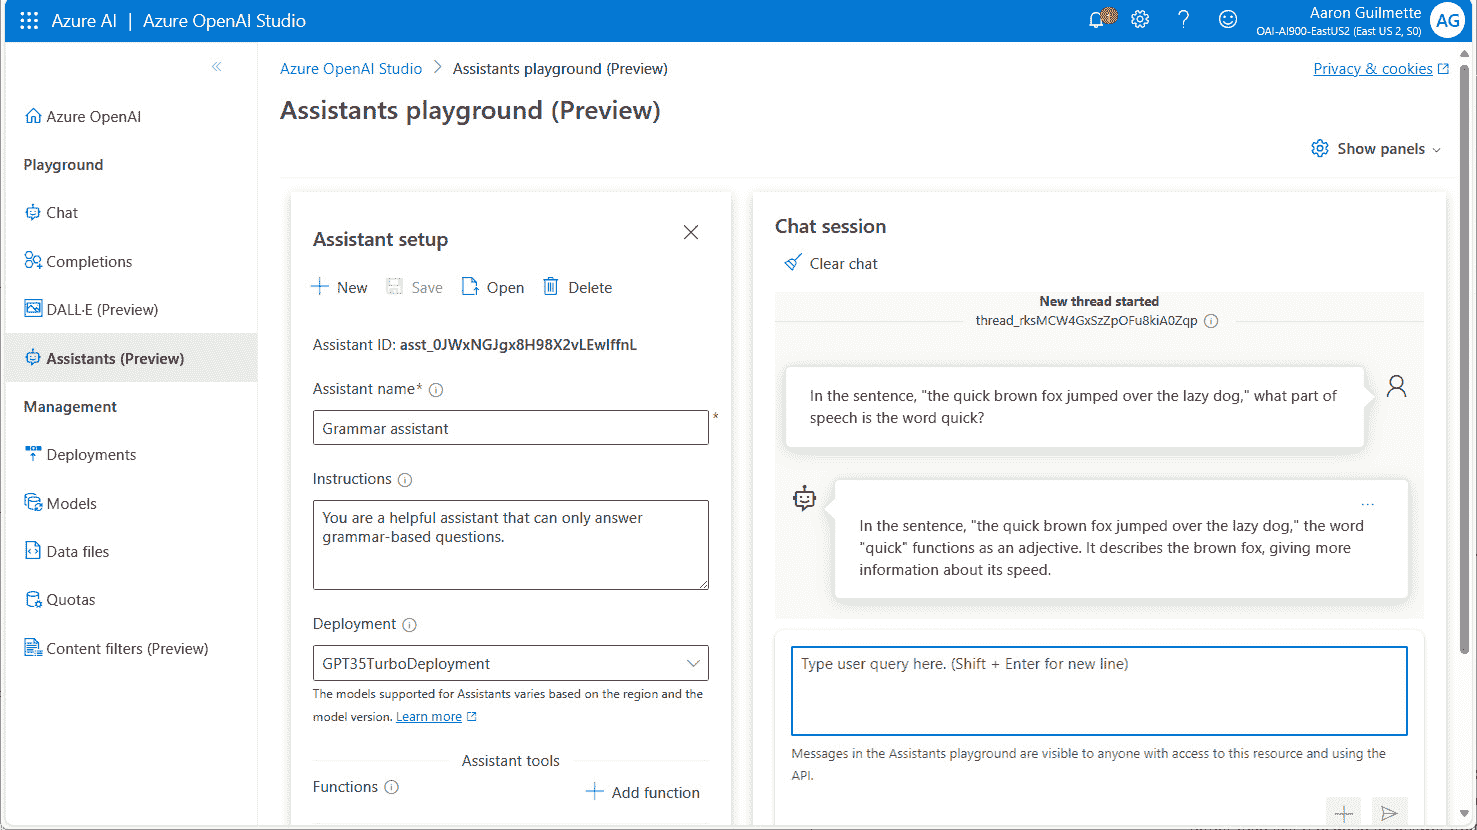 Azure AI | Azure OpenAI Studio
Aaron Guilmette
OAI-AI900-EastUS2 (East US 2, S0)
AG
Azure OpenAI Studio > Assistants playground (Preview)
Privacy & cookies
Assistants playground (Preview)
Show panels
Azure OpenAI
Playground
Chat
Completions
DALL·E (Preview)
Assistants (Preview)
Management
Deployments
Models
Data files
Quotas
Content filters (Preview)
Assistant setup
New Save Open Delete
Assistant ID: asst_0JWxNGJgx8H98X2vLEwlffnL
Assistant name*
Grammar assistant
*
Instructions
You are a helpful assistant that can only answer
grammar-based questions.
Deployment
GPT35TurboDeployment
The models supported for Assistants varies based on the region and the
model version. Learn more
Assistant tools
Functions
Add function
Chat session
Clear chat
New thread started
thread_rksMCW4GxSzZpOFu8kiA0Zqp
In the sentence, "the quick brown fox jumped over the lazy dog," what part of
speech is the word quick?
In the sentence, "the quick brown fox jumped over the lazy dog," the word
"quick" functions as an adjective. It describes the brown fox, giving more
information about its speed.
Type user query here. (Shift + Enter for new line)
Messages in the Assistants playground are visible to anyone with access to this resource and using the
API.